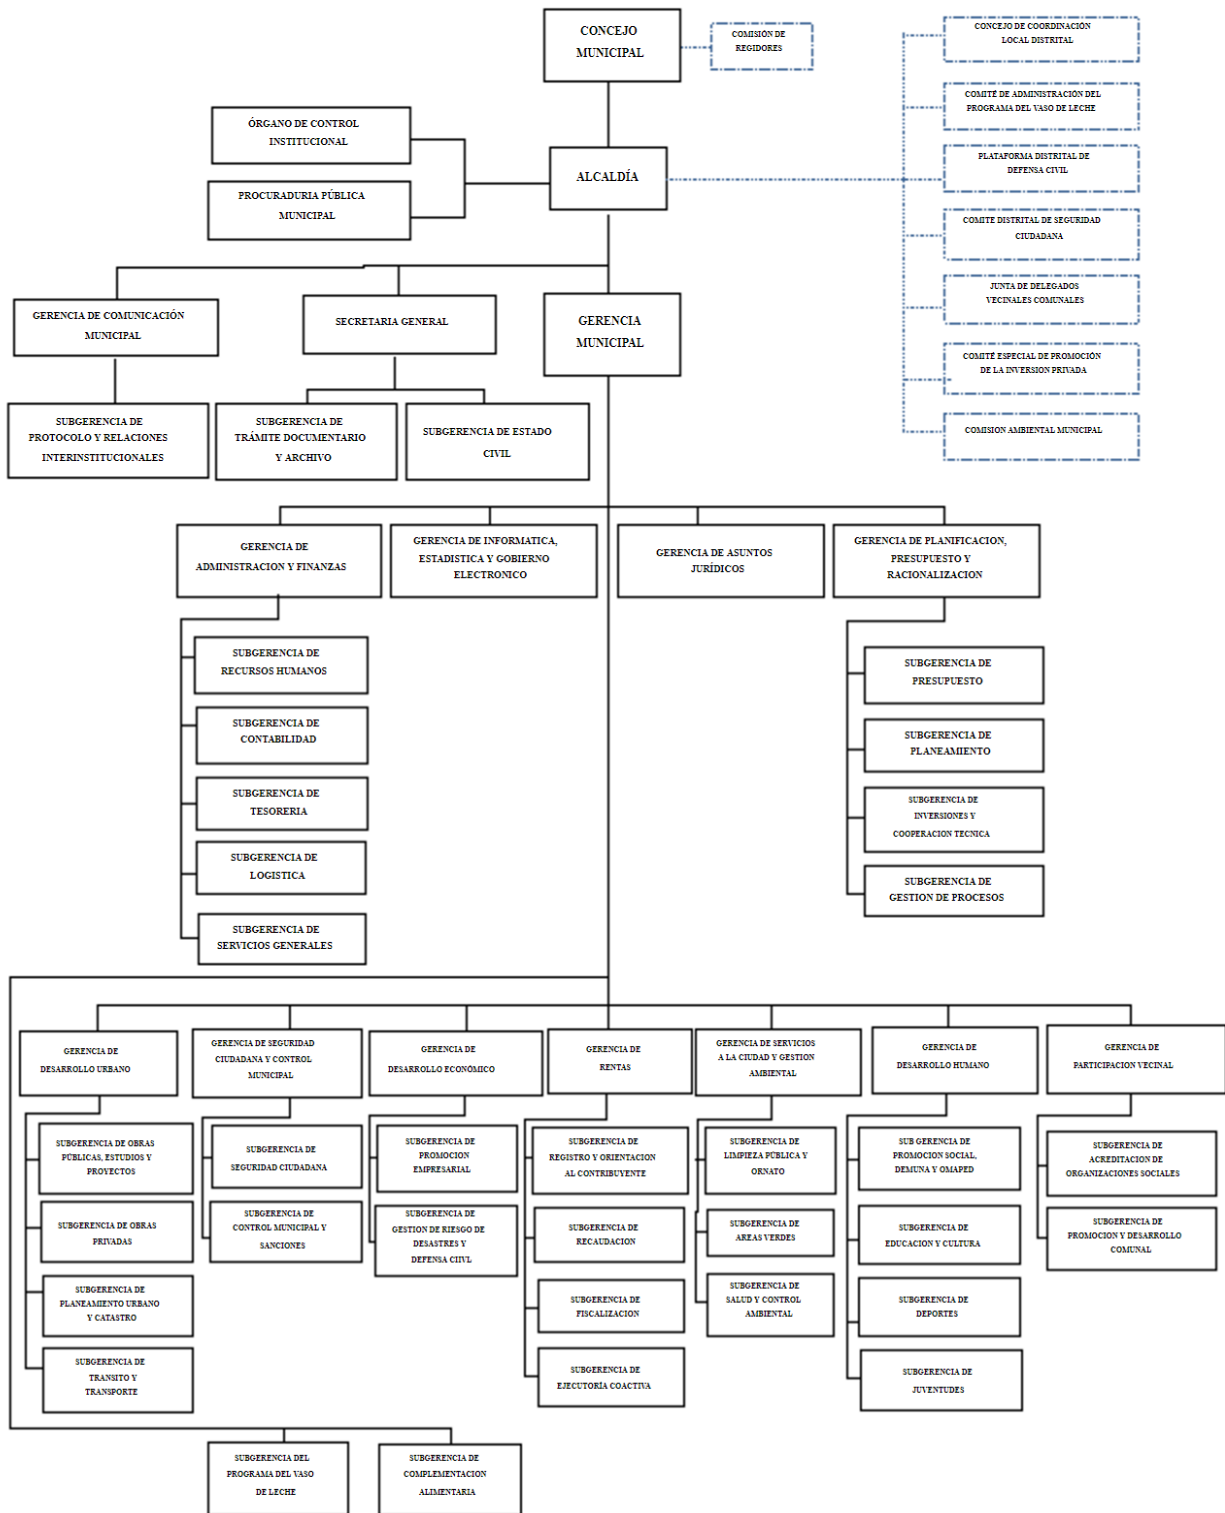 CONCEJO
MUNICIPAL
COMISIÓN DE
REGIDORES
CONCEJO DE COORDINACIÓN
LOCAL DISTRITAL
COMITÉ DE ADMINISTRACIÓN DEL
PROGRAMA DEL VASO DE LECHE
PLATAFORMA DISTRITAL DE
DEFENSA CIVIL
COMITE DISTRITAL DE SEGURIDAD
CIUDADANA
JUNTA DE DELEGADOS
VECINALES COMUNALES
COMITÉ ESPECIAL DE PROMOCIÓN
DE LA INVERSION PRIVADA
COMISION AMBIENTAL MUNICIPAL
ÓRGANO DE CONTROL
INSTITUCIONAL
PROCURADURIA PÚBLICA
MUNICIPAL
ALCALDÍA
GERENCIA DE COMUNICACIÓN
MUNICIPAL
SECRETARIA GENERAL
GERENCIA
MUNICIPAL
SUBGERENCIA DE
PROTOCOLO Y RELACIONES
INTERINSTITUCIONALES
SUBGERENCIA DE
TRÁMITE DOCUMENTARIO
Y ARCHIVO
SUBGERENCIA DE ESTADO
CIVIL
GERENCIA DE
ADMINISTRACION Y FINANZAS
GERENCIA DE INFORMATICA,
ESTADISTICA Y GOBIERNO
ELECTRONICO
GERENCIA DE ASUNTOS
JURÍDICOS
GERENCIA DE PLANIFICACION,
PRESUPUESTO Y
RACIONALIZACION
SUBGERENCIA DE
RECURSOS HUMANOS
SUBGERENCIA DE
CONTABILIDAD
SUBGERENCIA DE
TESORERIA
SUBGERENCIA DE
LOGISTICA
SUBGERENCIA DE
SERVICIOS GENERALES
SUBGERENCIA DE
PRESUPUESTO
SUBGERENCIA DE
PLANEAMIENTO
SUBGERENCIA DE
INVERSIONES Y
COOPERACION TECNICA
SUBGERENCIA DE
GESTION DE PROCESOS
GERENCIA DE
DESARROLLO URBANO
GERENCIA DE SEGURIDAD
CIUDADANA Y CONTROL
MUNICIPAL
GERENCIA DE
DESARROLLO ECONÓMICO
GERENCIA DE
RENTAS
GERENCIA DE SERVICIOS
A LA CIUDAD Y GESTION
AMBIENTAL
GERENCIA DE
DESARROLLO HUMANO
GERENCIA DE
PARTICIPACION VECINAL
SUBGERENCIA DE OBRAS
PÚBLICAS, ESTUDIOS Y
PROYECTOS
SUBGERENCIA DE OBRAS
PRIVADAS
SUBGERENCIA DE
PLANEAMIENTO URBANO
Y CATASTRO
SUBGERENCIA DE
TRANSITO Y
TRANSPORTE
SUBGERENCIA DE
SEGURIDAD CIUDADANA
SUBGERENCIA DE
CONTROL MUNICIPAL Y
SANCIONES
SUBGERENCIA DE
PROMOCION
EMPRESARIAL
SUBGERENCIA DE
GESTION DE RIESGO DE
DESASTRES Y
DEFENSA CIIVL
SUBGERENCIA DE
REGISTRO Y ORIENTACION
AL CONTRIBUYENTE
SUBGERENCIA DE
RECAUDACION
SUBGERENCIA DE
FISCALIZACION
SUBGERENCIA DE
EJECUTORÍA COACTIVA
SUBGERENCIA DE
LIMPIEZA PÚBLICA Y
ORNATO
SUBGERENCIA DE
AREAS VERDES
SUBGERENCIA DE
SALUD Y CONTROL
AMBIENTAL
SUB GERENCIA DE
PROMOCION SOCIAL,
DEMUNA Y OMAPED
SUBGERENCIA DE
EDUCACION Y CULTURA
SUBGERENCIA DE
DEPORTES
SUBGERENCIA DE
JUVENTUDES
SUBGERENCIA DE
ACREDITACION DE
ORGANIZACIONES SOCIALES
SUBGERENCIA DE
PROMOCION Y DESARROLLO
COMUNAL
SUBGERENCIA DEL
PROGRAMA DEL VASO
DE LECHE
SUBGERENCIA DE
COMPLEMENTACION
ALIMENTARIA